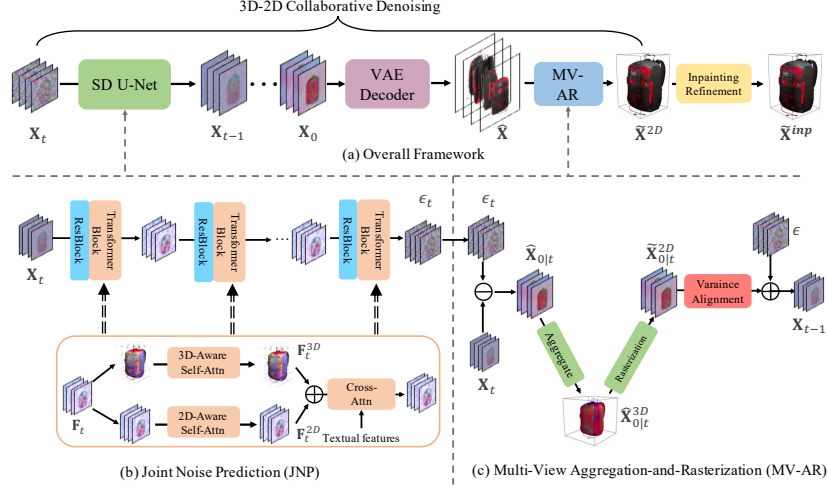 3D-2D Collaborative Denoising
SD U-Net
VAE
Decoder
MV-
AR
Inpainting
Refinement
X_t
X_{t−1}
X_0
X̂
X̃^{2D}
X̃^{inp}
(a) Overall Framework
ResBlock
Transformer
Block
ResBlock
Transformer
Block
ResBlock
Transformer
Block
X_t
ϵ_t
3D-Aware
Self-Attn
F_t^{3D}
Cross-
Attn
F_t
2D-Aware
Self-Attn
F_t^{2D}
Textual features
(b) Joint Noise Prediction (JNP)
ϵ_t
X̂_{0|t}
X_t
Aggregate
X̂_{0|t}^{3D}
Rasterization
X̃_{0|t}^{2D}
Varaince
Alignment
ϵ
X_{t−1}
(c) Multi-View Aggregation-and-Rasterization (MV-AR)